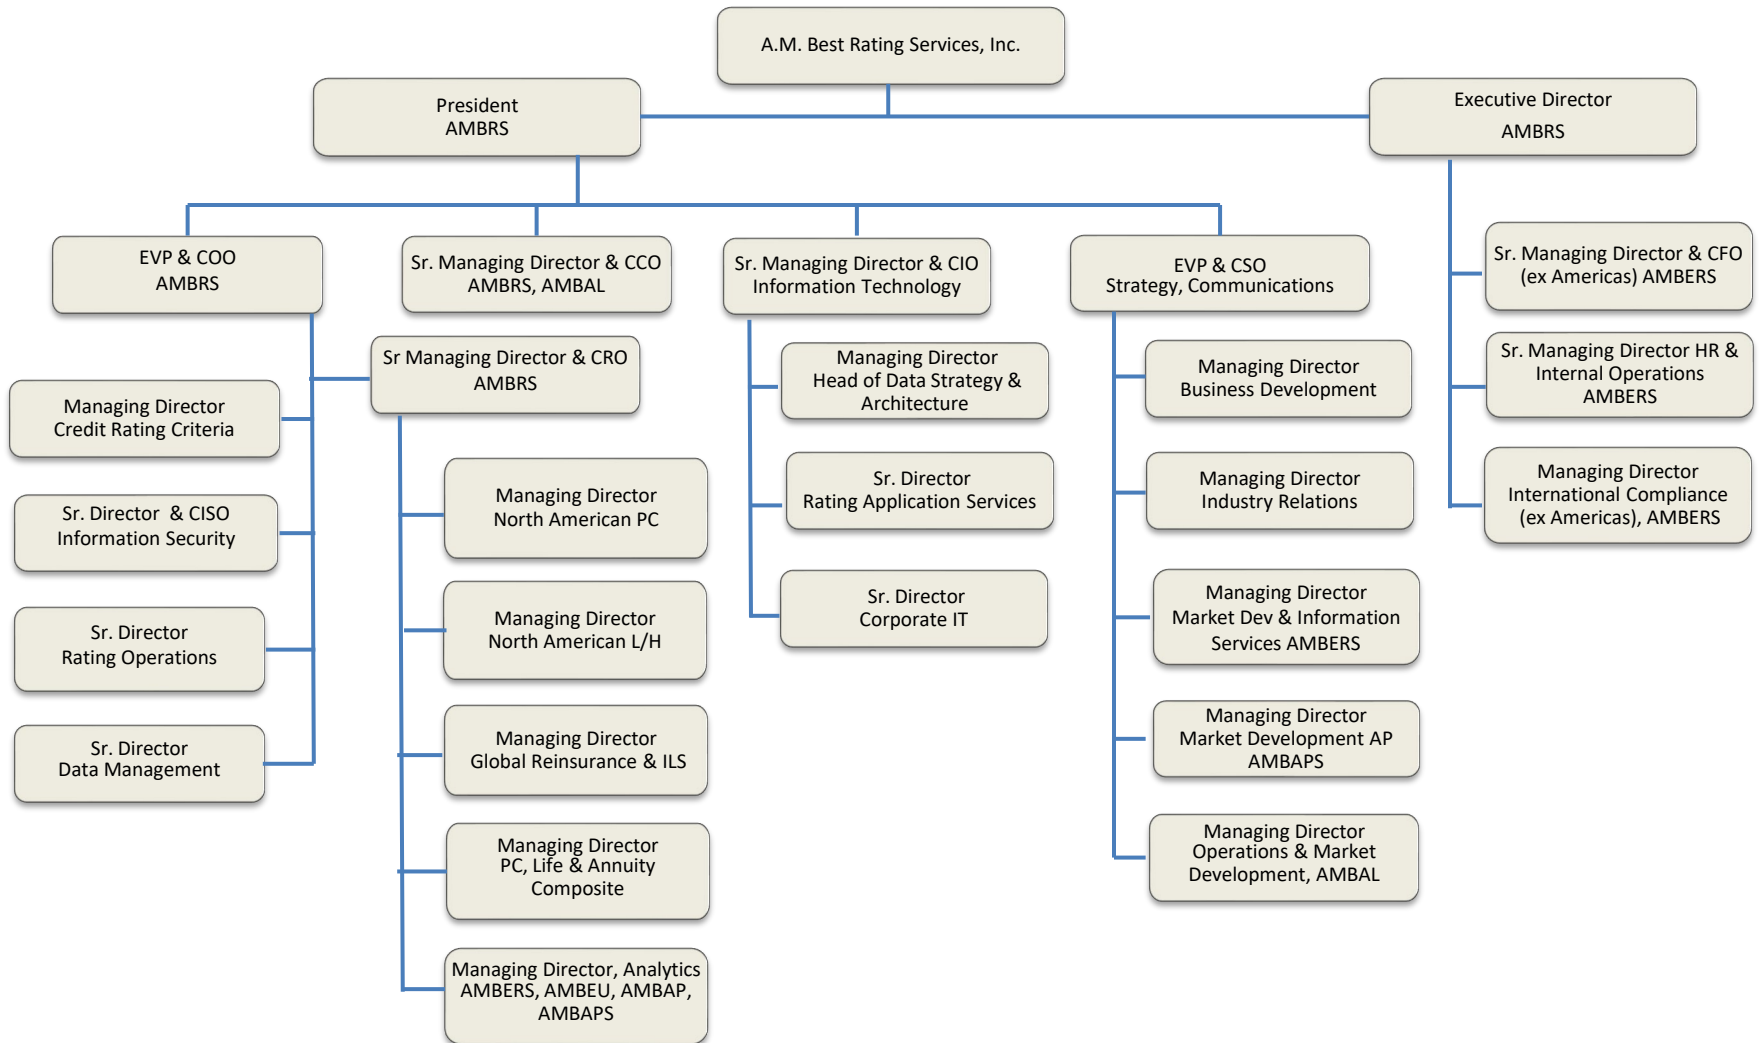 A.M. Best Rating Services, Inc.
President
AMBRS
Executive Director
AMBRS
EVP & COO
AMBRS
Sr. Managing Director & CCO
AMBRS, AMBAL
Sr. Managing Director & CIO
Information Technology
EVP & CSO
Strategy, Communications
Sr. Managing Director & CFO
(ex Americas) AMBERS
Sr. Managing Director HR &
Internal Operations
AMBERS
Managing Director
International Compliance
(ex Americas), AMBERS
Managing Director
Credit Rating Criteria
Sr. Director & CISO
Information Security
Sr. Director
Rating Operations
Sr. Director
Data Management
Sr Managing Director & CRO
AMBRS
Managing Director
North American PC
Managing Director
North American L/H
Managing Director
Global Reinsurance & ILS
Managing Director
PC, Life & Annuity
Composite
Managing Director, Analytics
AMBERS, AMBEU, AMBAP,
AMBAPS
Managing Director
Head of Data Strategy &
Architecture
Sr. Director
Rating Application Services
Sr. Director
Corporate IT
Managing Director
Business Development
Managing Director
Industry Relations
Managing Director
Market Dev & Information
Services AMBERS
Managing Director
Market Development AP
AMBAPS
Managing Director
Operations & Market
Development, AMBAL